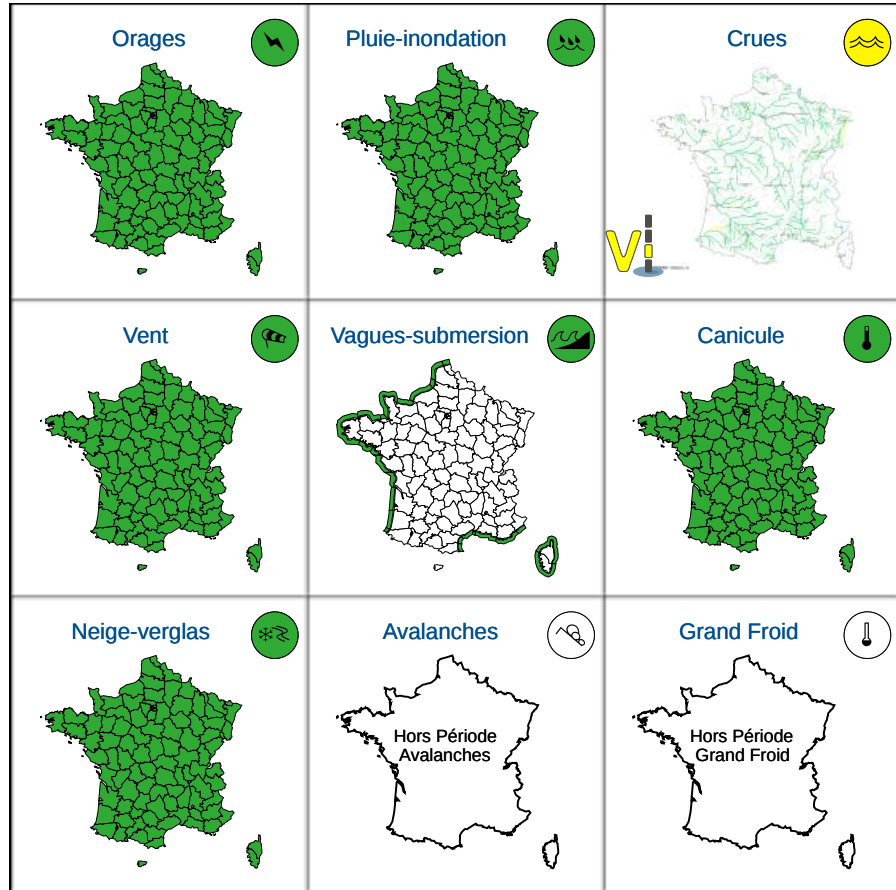 Orages
Pluie-inondation
Crues
Vi
Vent
Vagues-submersion
Canicule
Neige-verglas
Avalanches
Grand Froid
Hors Période
Avalanches
Hors Période
Grand Froid